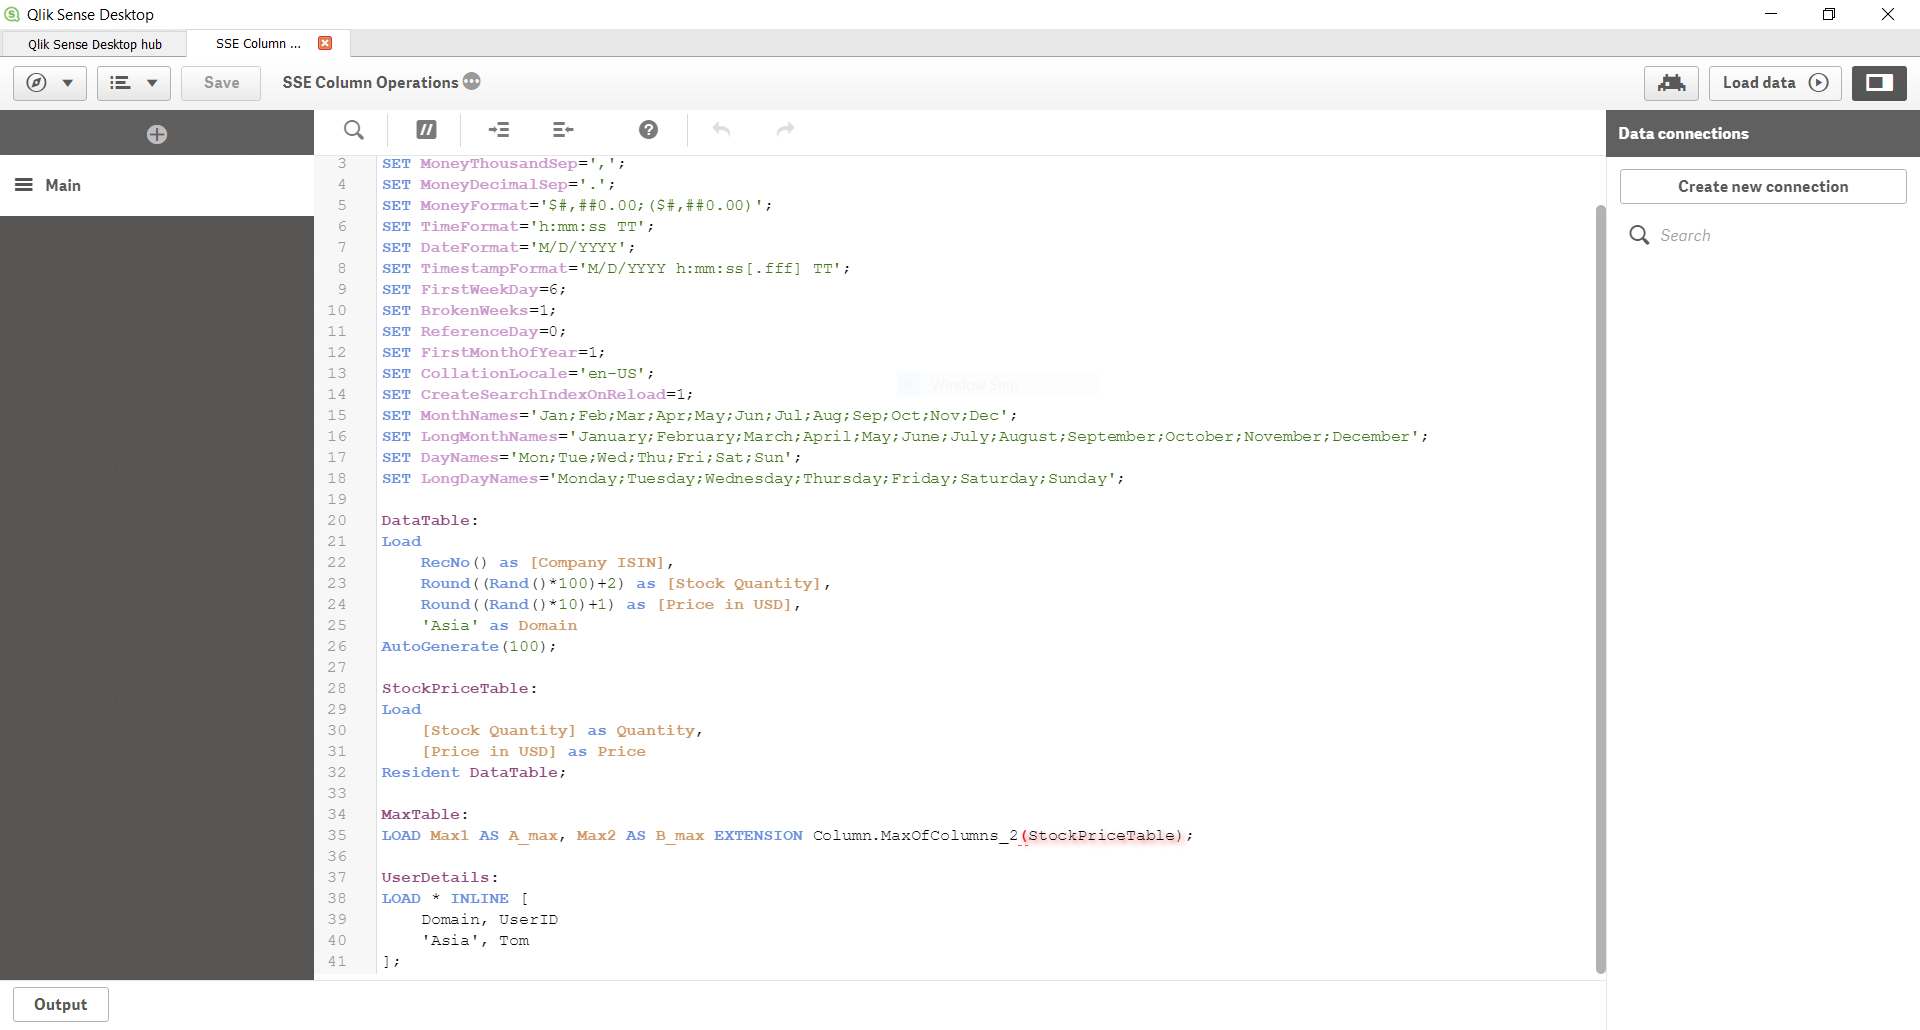 Qlik Sense Desktop
Qlik Sense Desktop hub
SSE Column ...
Save
SSE Column Operations
Load data
Data connections
Main
Create new connection
Search
3 SET MoneyThousandSep=',';
4 SET MoneyDecimalSep='.';
5 SET MoneyFormat='$#,##0.00;($#,##0.00)';
6 SET TimeFormat='h:mm:ss TT';
7 SET DateFormat='M/D/YYYY';
8 SET TimestampFormat='M/D/YYYY h:mm:ss[.fff] TT';
9 SET FirstWeekDay=6;
10 SET BrokenWeeks=1;
11 SET ReferenceDay=0;
12 SET FirstMonthOfYear=1;
13 SET CollationLocale='en-US';
Window Snip
14 SET CreateSearchIndexOnReload=1;
15 SET MonthNames='Jan;Feb;Mar;Apr;May;Jun;Jul;Aug;Sep;Oct;Nov;Dec';
16 SET LongMonthNames='January;February;March;April;May;June;July;August;September;October;November;December';
17 SET DayNames='Mon;Tue;Wed;Thu;Fri;Sat;Sun';
18 SET LongDayNames='Monday;Tuesday;Wednesday;Thursday;Friday;Saturday;Sunday';
19
20 DataTable:
21 Load
22 RecNo() as [Company ISIN],
23 Round((Rand()*100)+2) as [Stock Quantity],
24 Round((Rand()*10)+1) as [Price in USD],
25 'Asia' as Domain
26 AutoGenerate(100);
27
28 StockPriceTable:
29 Load
30 [Stock Quantity] as Quantity,
31 [Price in USD] as Price
32 Resident DataTable;
33
34 MaxTable:
35 LOAD Max1 AS A_max, Max2 AS B_max EXTENSION Column.MaxOfColumns_2(StockPriceTable);
36
37 UserDetails:
38 LOAD * INLINE [
39 Domain, UserID
40 'Asia', Tom
41 ];
Output